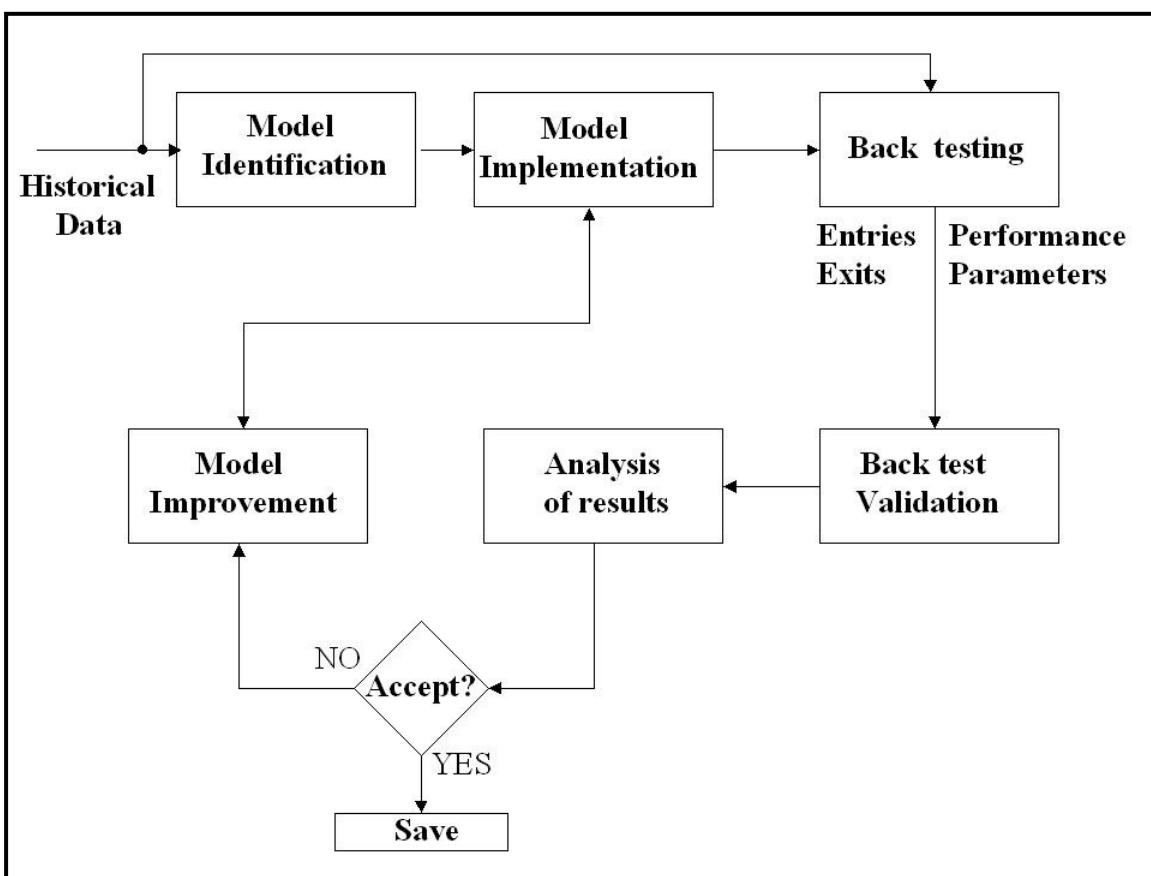 Historical
Data
Model
Identification
Model
Implementation
Back testing
Entries
Exits
Performance
Parameters
Back test
Validation
Analysis
of results
Model
Improvement
NO
Accept?
YES
Save